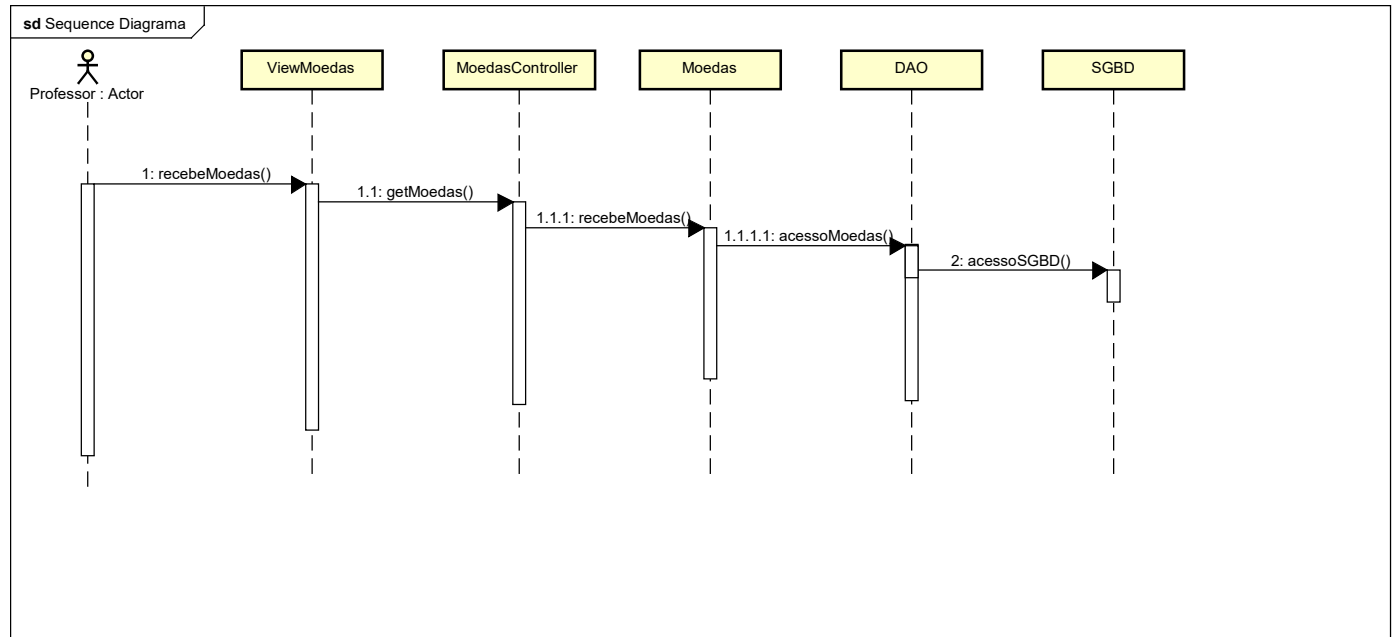 sd Sequence Diagrama
Professor : Actor
ViewMoedas
MoedasController
Moedas
DAO
SGBD
1: recebeMoedas()
1.1: getMoedas()
1.1.1: recebeMoedas()
1.1.1.1: acessoMoedas()
2: acessoSGBD()